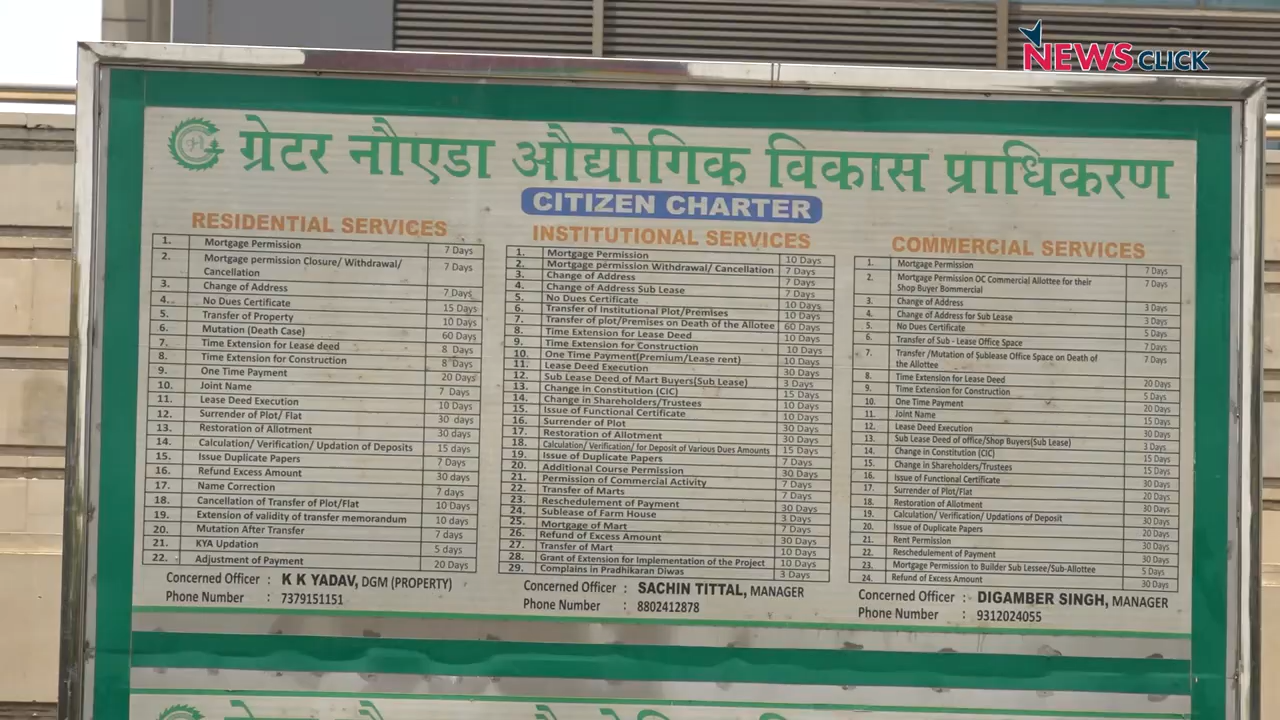 NEWSCLICK
ग्रेटर नौएडा औद्योगिक विकास प्राधिकरण
CITIZEN CHARTER
RESIDENTIAL SERVICES
1. Mortgage Permission 7 Days
2. Mortgage permission Closure/ Withdrawal/ 7 Days
Cancellation
3. Change of Address 7 Days
4. No Dues Certificate 15 Days
5. Transfer of Property 10 Days
6. Mutation (Death Case) 60 Days
7. Time Extension for Lease deed 8 Days
8. Time Extension for Construction 8 Days
9. One Time Payment 20 Days
10. Joint Name 7 Days
11. Lease Deed Execution 10 Days
12. Surrender of Plot/ Flat 30 days
13. Restoration of Allotment 30 days
14. Calculation/ Verification/ Updation of Deposits 15 days
15. Issue Duplicate Papers 7 Days
16. Refund Excess Amount 30 days
17. Name Correction 7 days
18. Cancellation of Transfer of Plot/Flat 10 Days
19. Extension of validity of transfer memorandum 10 days
20. Mutation After Transfer 7 days
21. KYA Updation 5 days
22. Adjustment of Payment 20 Days
Concerned Officer : K K YADAV, DGM (PROPERTY)
Phone Number : 7379151151
INSTITUTIONAL SERVICES
1. Mortgage Permission 10 Days
2. Mortgage permission Withdrawal/ Cancellation 7 Days
3. Change of Address 7 Days
4. Change of Address Sub Lease 7 Days
5. No Dues Certificate 10 Days
6. Transfer of Institutional Plot/Premises 10 Days
7. Transfer of plot/Premises on Death of the Allotee 60 Days
8. Time Extension for Lease Deed 10 Days
9. Time Extension for Construction 10 Days
10. One Time Payment(Premium/Lease rent) 10 Days
11. Lease Deed Execution 30 Days
12. Sub Lease Deed of Mart Buyers(Sub Lease) 3 Days
13. Change in Constitution (CIC) 15 Days
14. Change in Shareholders/Trustees 10 Days
15. Issue of Functional Certificate 10 Days
16. Surrender of Plot 30 Days
17. Restoration of Allotment 30 Days
18. Calculation/ Verification/ for Deposit of Various Dues Amounts 15 Days
19. Issue of Duplicate Papers 7 Days
20. Additional Course Permission 30 Days
21. Permission of Commercial Activity 7 Days
22. Transfer of Marts 7 Days
23. Reschedulement of Payment 30 Days
24. Sublease of Farm House 3 Days
25. Mortgage of Mart 7 Days
26. Refund of Excess Amount 30 Days
27. Transfer of Mart 10 Days
28. Grant of Extension for Implementation of the Project 10 Days
29. Complains in Pradhikaran Diwas 3 Days
Concerned Officer : SACHIN TITTAL, MANAGER
Phone Number : 8802412878
COMMERCIAL SERVICES
1. Mortgage Permission 7 Days
2. Mortgage Permission OC Commercial Allottee for their 7 Days
Shop Buyer Bommercial
3. Change of Address 3 Days
4. Change of Address for Sub Lease 3 Days
5. No Dues Certificate 5 Days
6. Transfer of Sub - Lease Office Space 7 Days
7. Transfer /Mutation of Sublease Office Space on Death of 7 Days
the Allottee
8. Time Extension for Lease Deed 20 Days
9. Time Extension for Construction 5 Days
10. One Time Payment 20 Days
11. Joint Name 15 Days
12. Lease Deed Execution 30 Days
13. Sub Lease Deed of office/Shop Buyers(Sub Lease) 3 Days
14. Change in Constitution (CIC) 15 Days
15. Change in Shareholders/Trustees 15 Days
16. Issue of Functional Certificate 30 Days
17. Surrender of Plot/Flat 20 Days
18. Restoration of Allotment 30 Days
19. Calculation/ Verification/ Updations of Deposit 30 Days
20. Issue of Duplicate Papers 20 Days
21. Rent Permission 30 Days
22. Reschedulement of Payment 30 Days
23. Mortgage Permission to Builder Sub Lessee/Sub-Allottee 5 Days
24. Refund of Excess Amount 30 Days
Concerned Officer : DIGAMBER SINGH, MANAGER
Phone Number : 9312024055